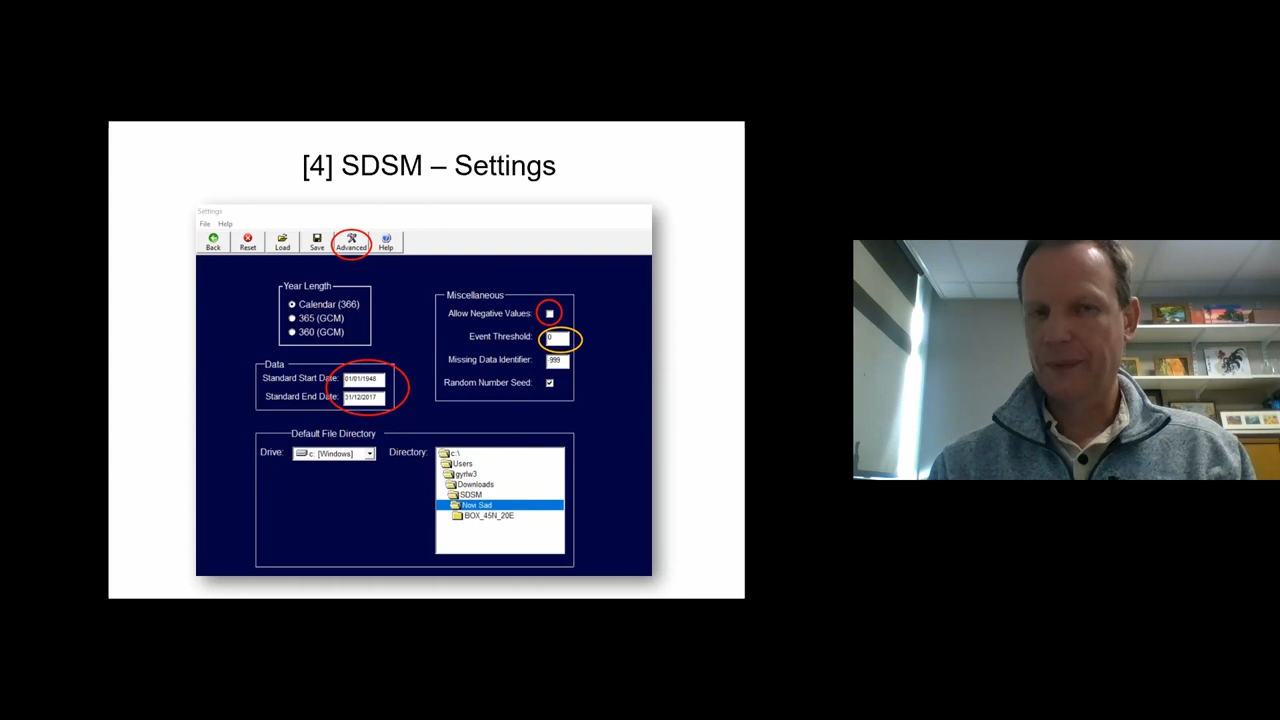 [4] SDSM – Settings
Settings
File Help
Back Reset Load Save Advanced Help
Year Length
Calendar (366)
365 (GCM)
360 (GCM)
Miscellaneous
Allow Negative Values:
Event Threshold: 0
Missing Data Identifier: -999
Random Number Seed:
Data
Standard Start Date: 01/01/1948
Standard End Date: 31/12/2017
Default File Directory
Drive: c: [Windows]
Directory:
c:\
Users
gyrlw3
Downloads
SDSM
Novi Sad
BOX_45N_20E